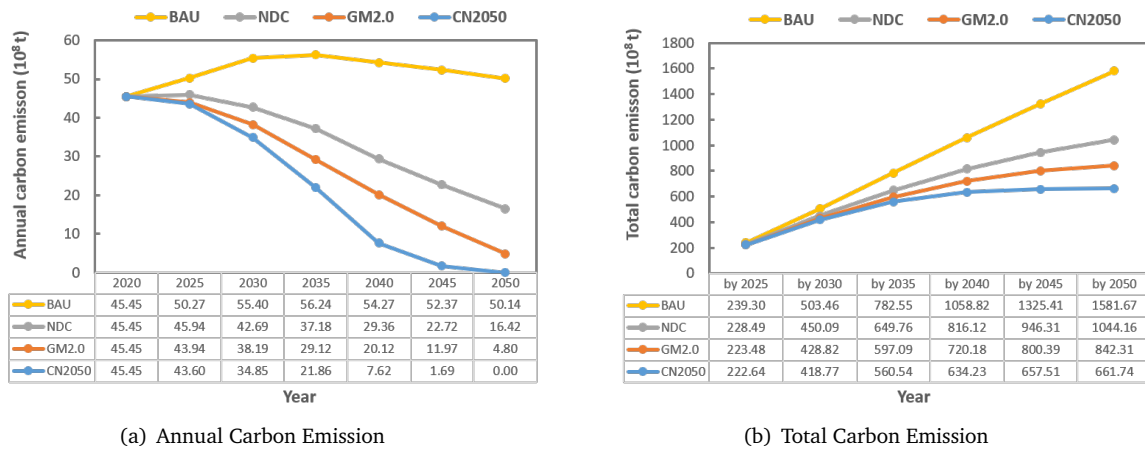 BAU NDC GM2.0 CN2050
Annual carbon emission (10⁸t)
60
50
40
30
20
10
0
2020 2025 2030 2035 2040 2045 2050
BAU 45.45 50.27 55.40 56.24 54.27 52.37 50.14
NDC 45.45 45.94 42.69 37.18 29.36 22.72 16.42
GM2.0 45.45 43.94 38.19 29.12 20.12 11.97 4.80
CN2050 45.45 43.60 34.85 21.86 7.62 1.69 0.00
Year
(a) Annual Carbon Emission
BAU NDC GM2.0 CN2050
Total carbon emisson (10⁸t)
1800
1600
1400
1200
1000
800
600
400
200
0
by 2025 by 2030 by 2035 by 2040 by 2045 by 2050
BAU 239.30 503.46 782.55 1058.82 1325.41 1581.67
NDC 228.49 450.09 649.76 816.12 946.31 1044.16
GM2.0 223.48 428.82 597.09 720.18 800.39 842.31
CN2050 222.64 418.77 560.54 634.23 657.51 661.74
Year
(b) Total Carbon Emission